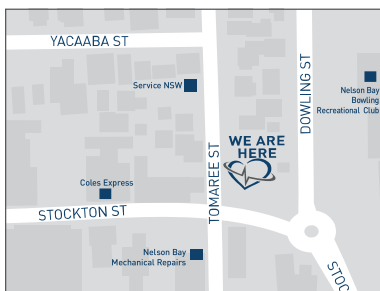 YACAABA ST
DOWLING ST
Service NSW
Nelson Bay
Bowling
Recreational Club
WE ARE
HERE
TOMAREE ST
Coles Express
STOCKTON ST
Nelson Bay
Mechanical Repairs
STOC